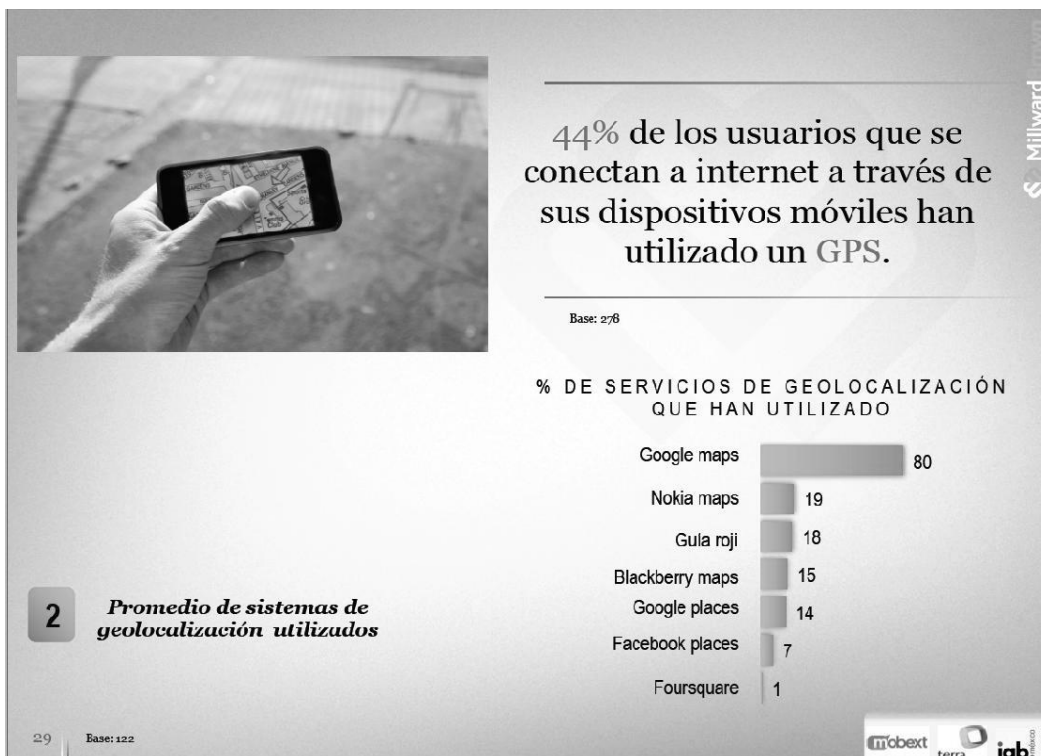 44% de los usuarios que se
conectan a internet a través de
sus dispositivos móviles han
utilizado un GPS.
Base: 278
% DE SERVICIOS DE GEOLOCALIZACIÓN
QUE HAN UTILIZADO
Google maps 80
Nokia maps 19
Guía roji 18
Blackberry maps 15
Google places 14
Facebook places 7
Foursquare 1
2
Promedio de sistemas de
geolocalización utilizados
29 Base: 122
Millward
mobext
terra
iab
méxico